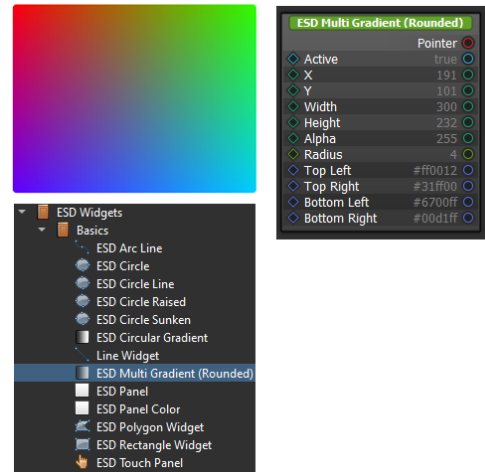 ESD Multi Gradient (Rounded)
Pointer
Active true
X 191
Y 101
Width 300
Height 232
Alpha 255
Radius 4
Top Left #ff0012
Top Right #31ff00
Bottom Left #6700ff
Bottom Right #00d1ff
ESD Widgets
Basics
ESD Arc Line
ESD Circle
ESD Circle Line
ESD Circle Raised
ESD Circle Sunken
ESD Circular Gradient
Line Widget
ESD Multi Gradient (Rounded)
ESD Panel
ESD Panel Color
ESD Polygon Widget
ESD Rectangle Widget
ESD Touch Panel